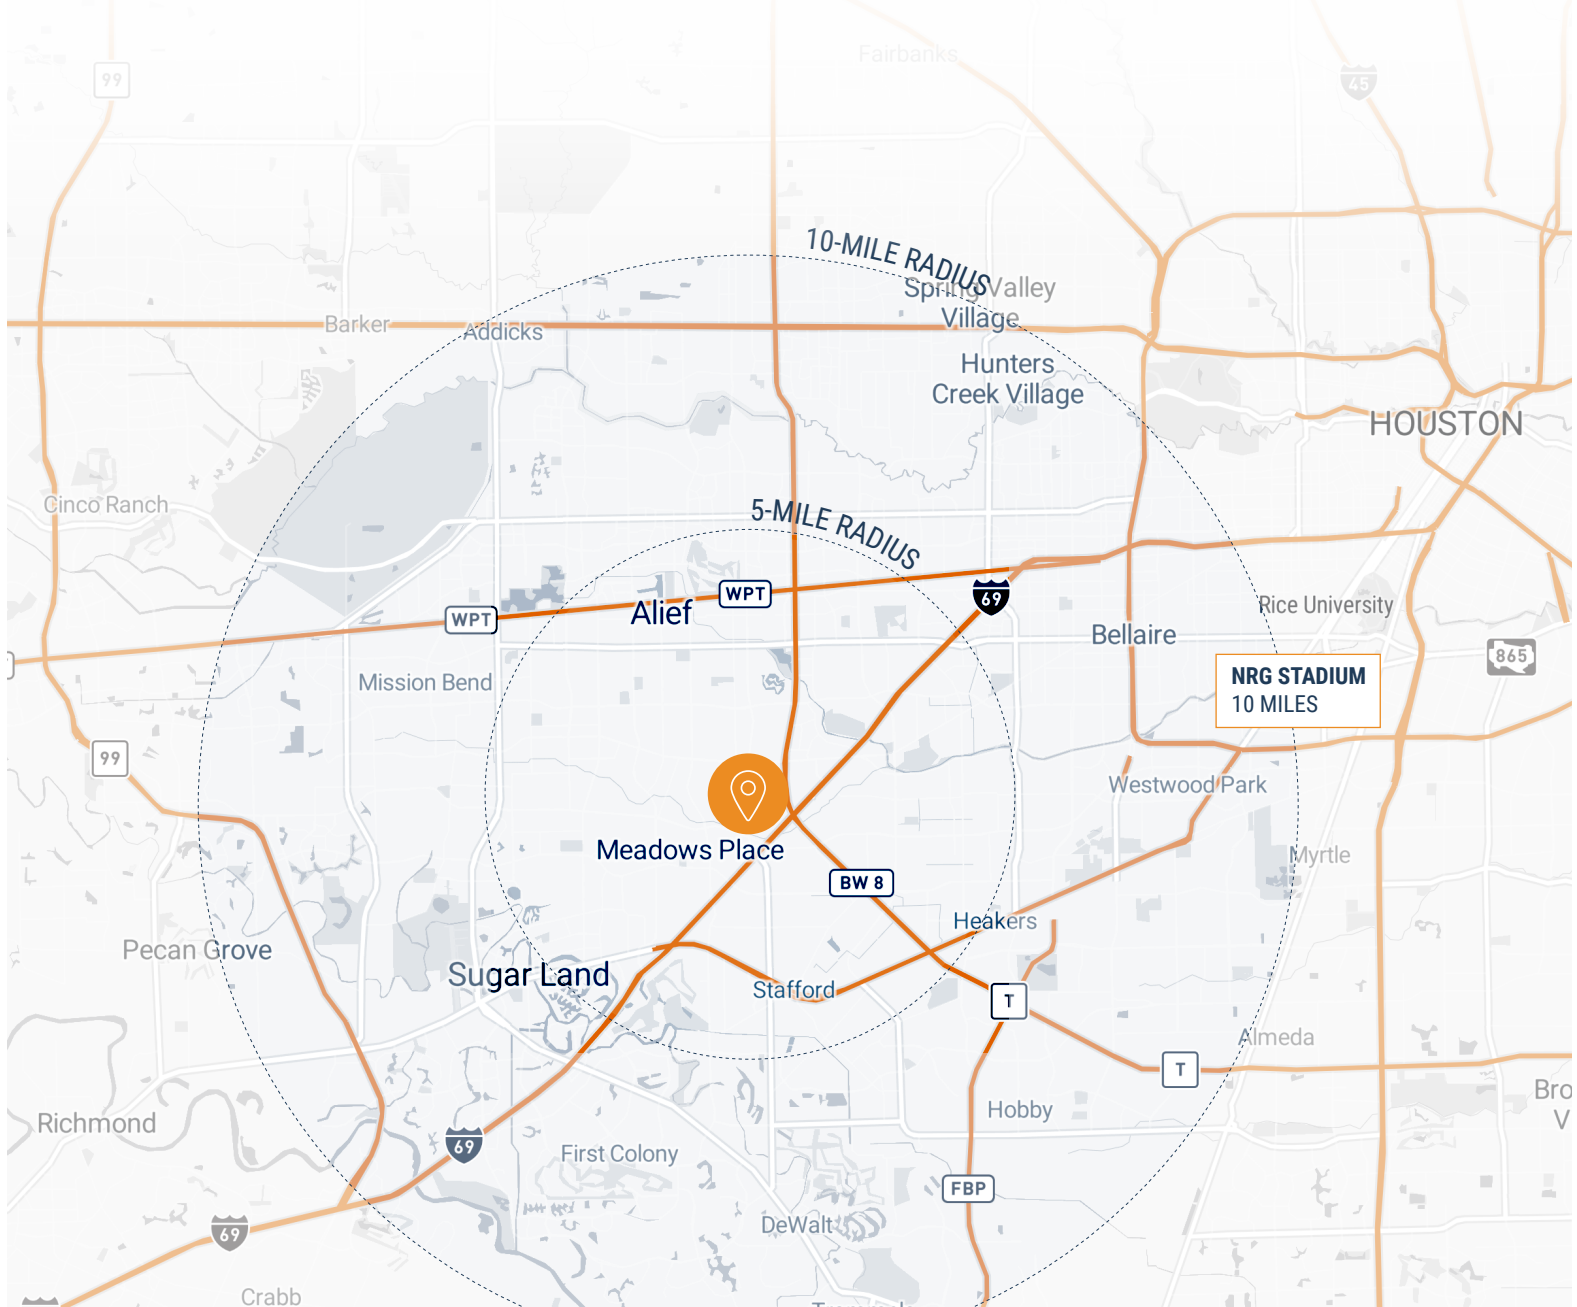 Fairbanks
99
45
10-MILE RADIUS
Spring Valley
Village
Barker
Addicks
Hunters
Creek Village
HOUSTON
Cinco Ranch
5-MILE RADIUS
WPT
69
WPT
Alief
Rice University
Bellaire
865
NRG STADIUM
10 MILES
Mission Bend
99
Westwood Park
Meadows Place
Myrtle
BW 8
Heakers
Pecan Grove
Sugar Land
Stafford
T
Almeda
T
Bro
V
Hobby
Richmond
69
First Colony
FBP
DeWalt
69
Crabb